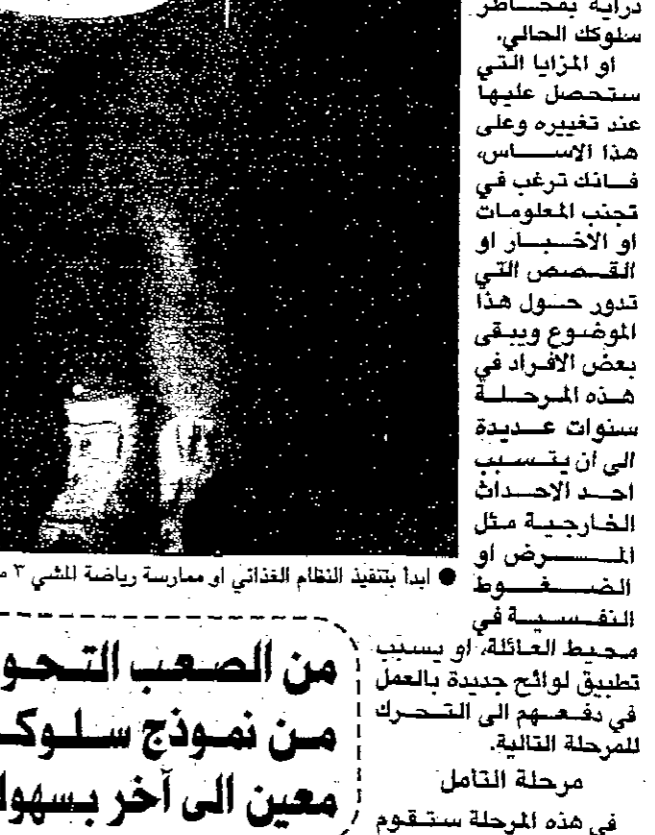 دراية بمخاطر
سلوكك الحالي.
او المزايا التي
ستحصل عليها
عند تغييره وعلى
هذا الاساس،
فانك ترغب في
تجنب المعلومات
او الاخبار او
القصص التي
تدور حول هذا
الموضوع ويبقى
بعض الافراد في
هذه المرحلة
سنوات عديدة
الى ان يتسبب
احد الاحداث
الخارجية مثل
المرض او
الضغوط
النفسية في
محيط العائلة، او يسبب
تطبيق لوائح جديدة بالعمل
في دفعهم الى التحرك
للمرحلة التالية.
مرحلة التامل
في هذه المرحلة ستقوم
● ابدأ بتنفيذ النظام الغذائي او ممارسة رياضة المشي ٣
من الصعب التحو
من نموذج سلوك
معين الى آخر بسهول